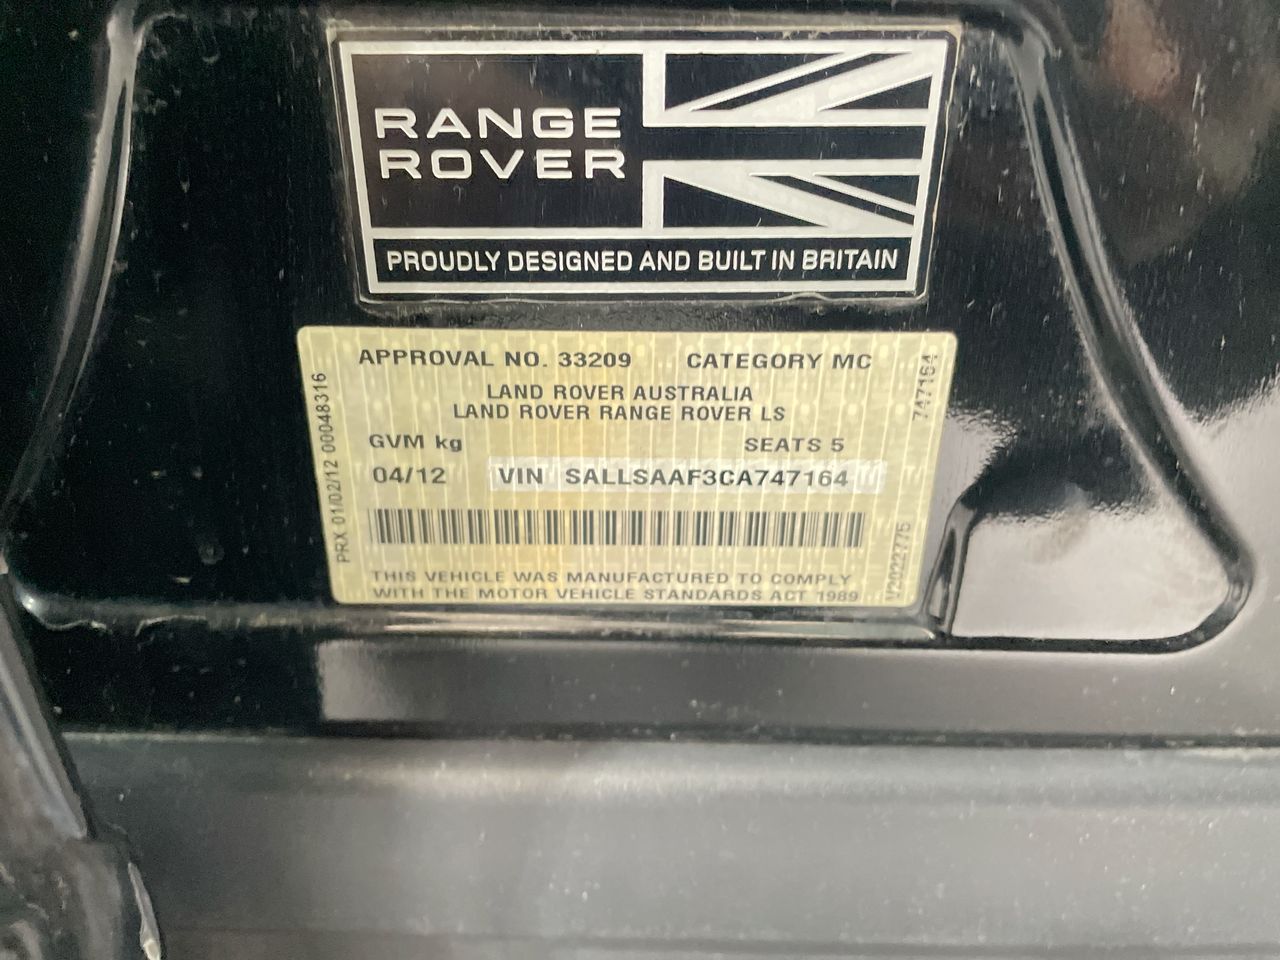 RANGE
ROVER
PROUDLY DESIGNED AND BUILT IN BRITAIN
APPROVAL NO. 33209 CATEGORY MC
LAND ROVER AUSTRALIA
LAND ROVER RANGE ROVER LS
GVM kg SEATS 5
04/12 VIN SALLSAAF3CA747164
THIS VEHICLE WAS MANUFACTURED TO COMPLY
WITH THE MOTOR VEHICLE STANDARDS ACT 1989
PRX 01/02/12 00048316
747164
V2022775